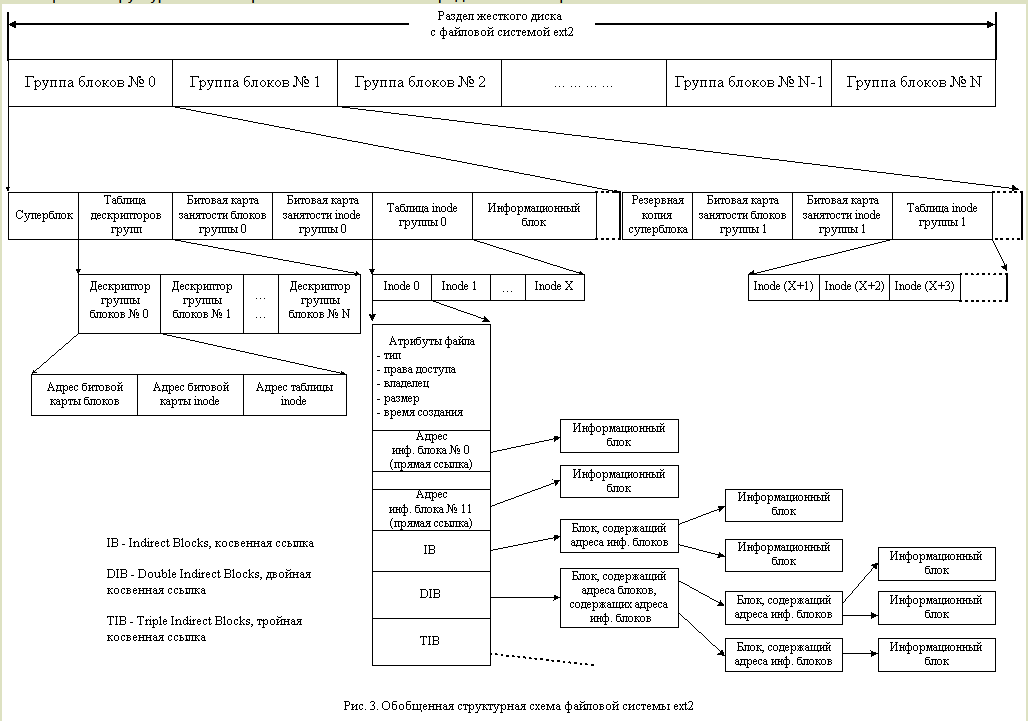 Раздел жесткого диска
с файловой системой ext2
Группа блоков № 0
Группа блоков № 1
Группа блоков № 2
... ... ... ...
Группа блоков № N-1
Группа блоков № N
Суперблок
Таблица
дескрипторов
групп
Битовая карта
занятости блоков
группы 0
Битовая карта
занятости inode
группы 0
Таблица inode
группы 0
Информационный
блок
Резервная
копия
суперблока
Битовая карта
занятости блоков
группы 1
Битовая карта
занятости inode
группы 1
Таблица inode
группы 1
Дескриптор
группы
блоков № 0
Дескриптор
группы
блоков № 1
...
...
Дескриптор
группы
блоков № N
Inode 0
Inode 1
...
Inode X
Inode (X+1)
Inode (X+2)
Inode (X+3)
Адрес битовой
карты блоков
Адрес битовой
карты inode
Адрес таблицы
inode
Атрибуты файла
- тип
- права доступа
- владелец
- размер
- время создания
Адрес
инф. блока № 0
(прямая ссылка)
Информационный
блок
Адрес
инф. блока № 11
(прямая ссылка)
Информационный
блок
IB
Блок, содержащий
адреса инф. блоков
Информационный
блок
Информационный
блок
DIB
Блок, содержащий
адреса блоков,
содержащих адреса
инф. блоков
Блок, содержащий
адреса инф. блоков
Информационный
блок
Информационный
блок
Блок, содержащий
адреса инф. блоков
Информационный
блок
TIB
IB - Indirect Blocks, косвенная ссылка
DIB - Double Indirect Blocks, двойная
косвенная ссылка
TIB - Triple Indirect Blocks, тройная
косвенная ссылка
Рис. 3. Обобщенная структурная схема файловой системы ext2